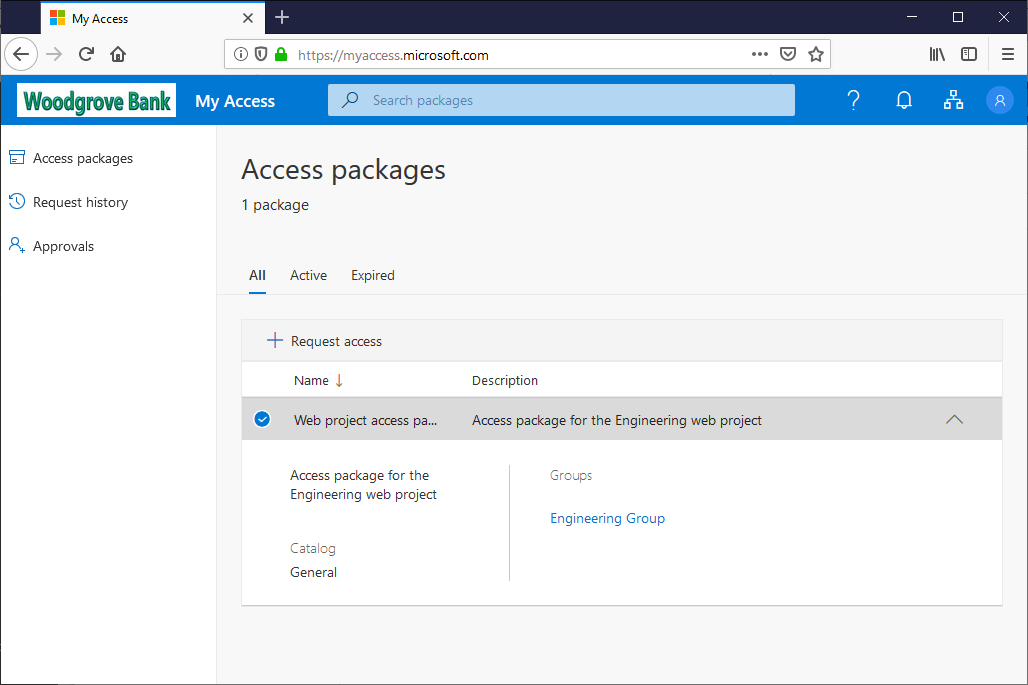 My Access
https://myaccess.microsoft.com
Woodgrove Bank
My Access
Search packages
Access packages
Request history
Approvals
Access packages
1 package
All
Active
Expired
Request access
Name
Description
Web project access pa...
Access package for the Engineering web project
Access package for the
Engineering web project
Groups
Engineering Group
Catalog
General